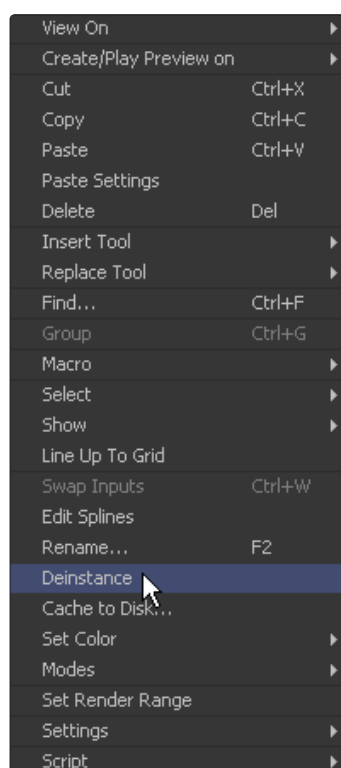 View On
Create/Play Preview on
Cut Ctrl+X
Copy Ctrl+C
Paste Ctrl+V
Paste Settings
Delete Del
Insert Tool
Replace Tool
Find... Ctrl+F
Group Ctrl+G
Macro
Select
Show
Line Up To Grid
Swap Inputs Ctrl+W
Edit Splines
Rename... F2
Deinstance
Cache to Disk...
Set Color
Modes
Set Render Range
Settings
Script